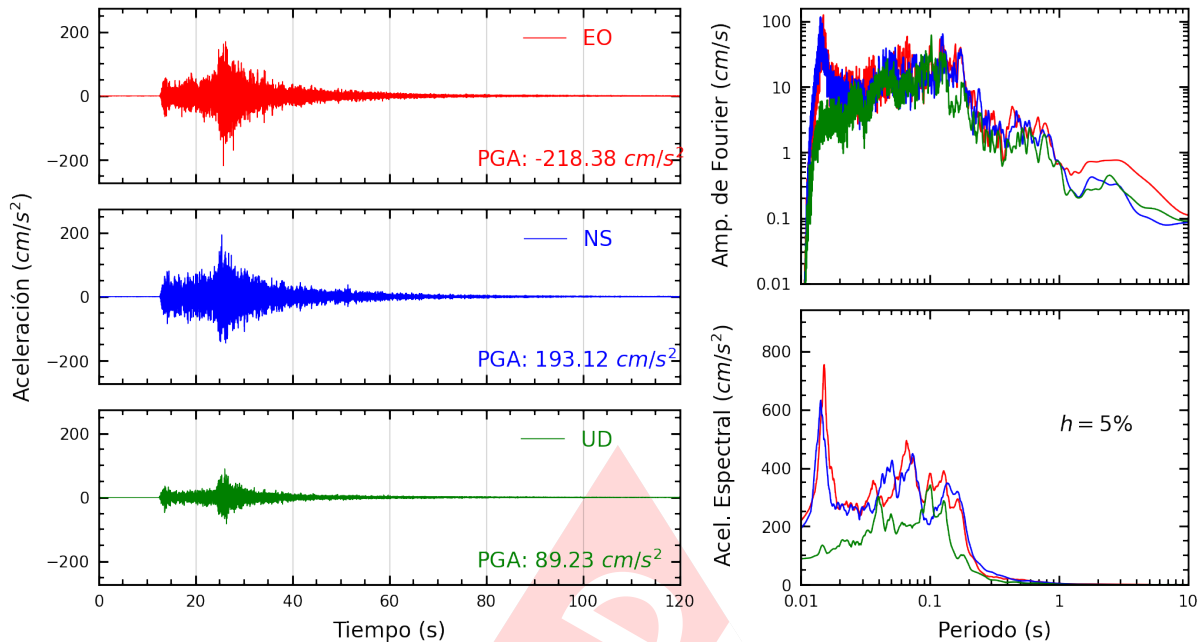 Aceleración (cm/s²)
200
0
−200
EO
PGA: -218.38 cm/s²
200
0
−200
NS
PGA: 193.12 cm/s²
200
0
−200
UD
PGA: 89.23 cm/s²
0 20 40 60 80 100 120
Tiempo (s)
Amp. de Fourier (cm/s)
100
10
1
0.1
0.01
Acel. Espectral (cm/s²)
800
600
400
200
0
h = 5%
0.01 0.1 1 10
Periodo (s)